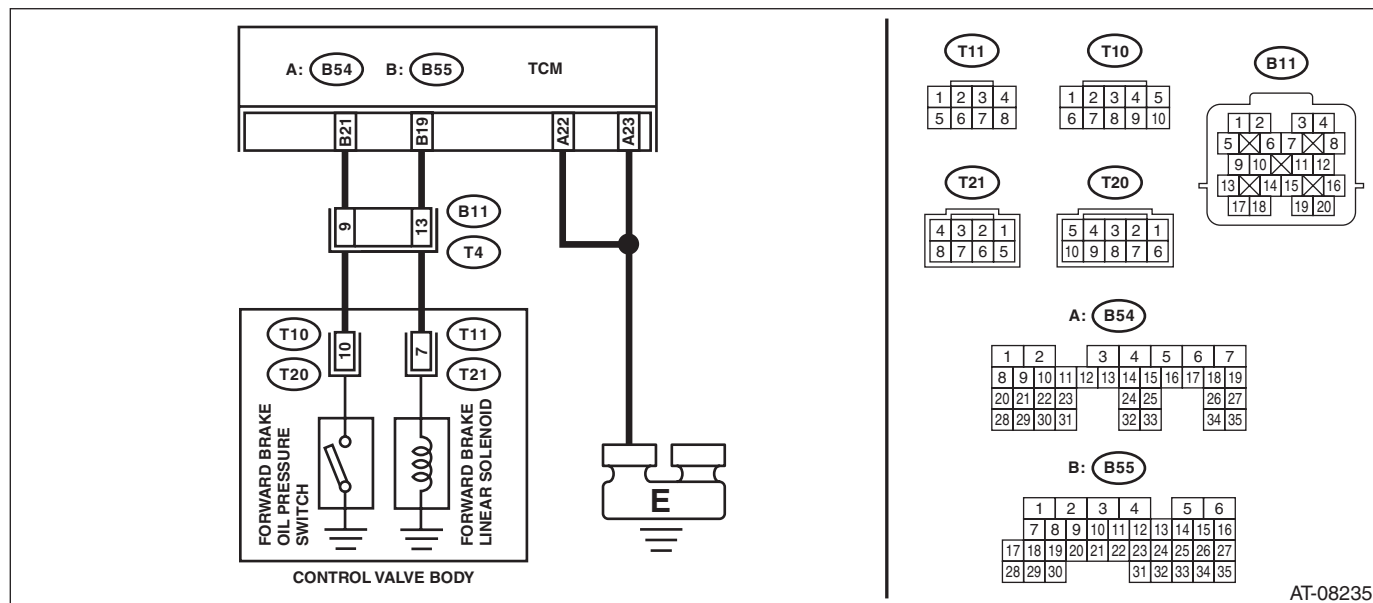 A: B54 B: B55 TCM
B21 B19 A22 A23
9 13 B11
T4
T10 10 7 T11
T20 T21
FORWARD BRAKE
OIL PRESSURE
SWITCH
FORWARD BRAKE
LINEAR SOLENOID
E
CONTROL VALVE BODY
T11
1 2 3 4
5 6 7 8
T10
1 2 3 4 5
6 7 8 9 10
B11
1 2 3 4
5 6 7 8
9 10 11 12
13 14 15 16
17 18 19 20
T21
4 3 2 1
8 7 6 5
T20
5 4 3 2 1
10 9 8 7 6
A: B54
1 2 3 4 5 6 7
8 9 10 11 12 13 14 15 16 17 18 19
20 21 22 23 24 25 26 27
28 29 30 31 32 33 34 35
B: B55
1 2 3 4 5 6
7 8 9 10 11 12 13 14 15 16
17 18 19 20 21 22 23 24 25 26 27
28 29 30 31 32 33 34 35
AT-08235